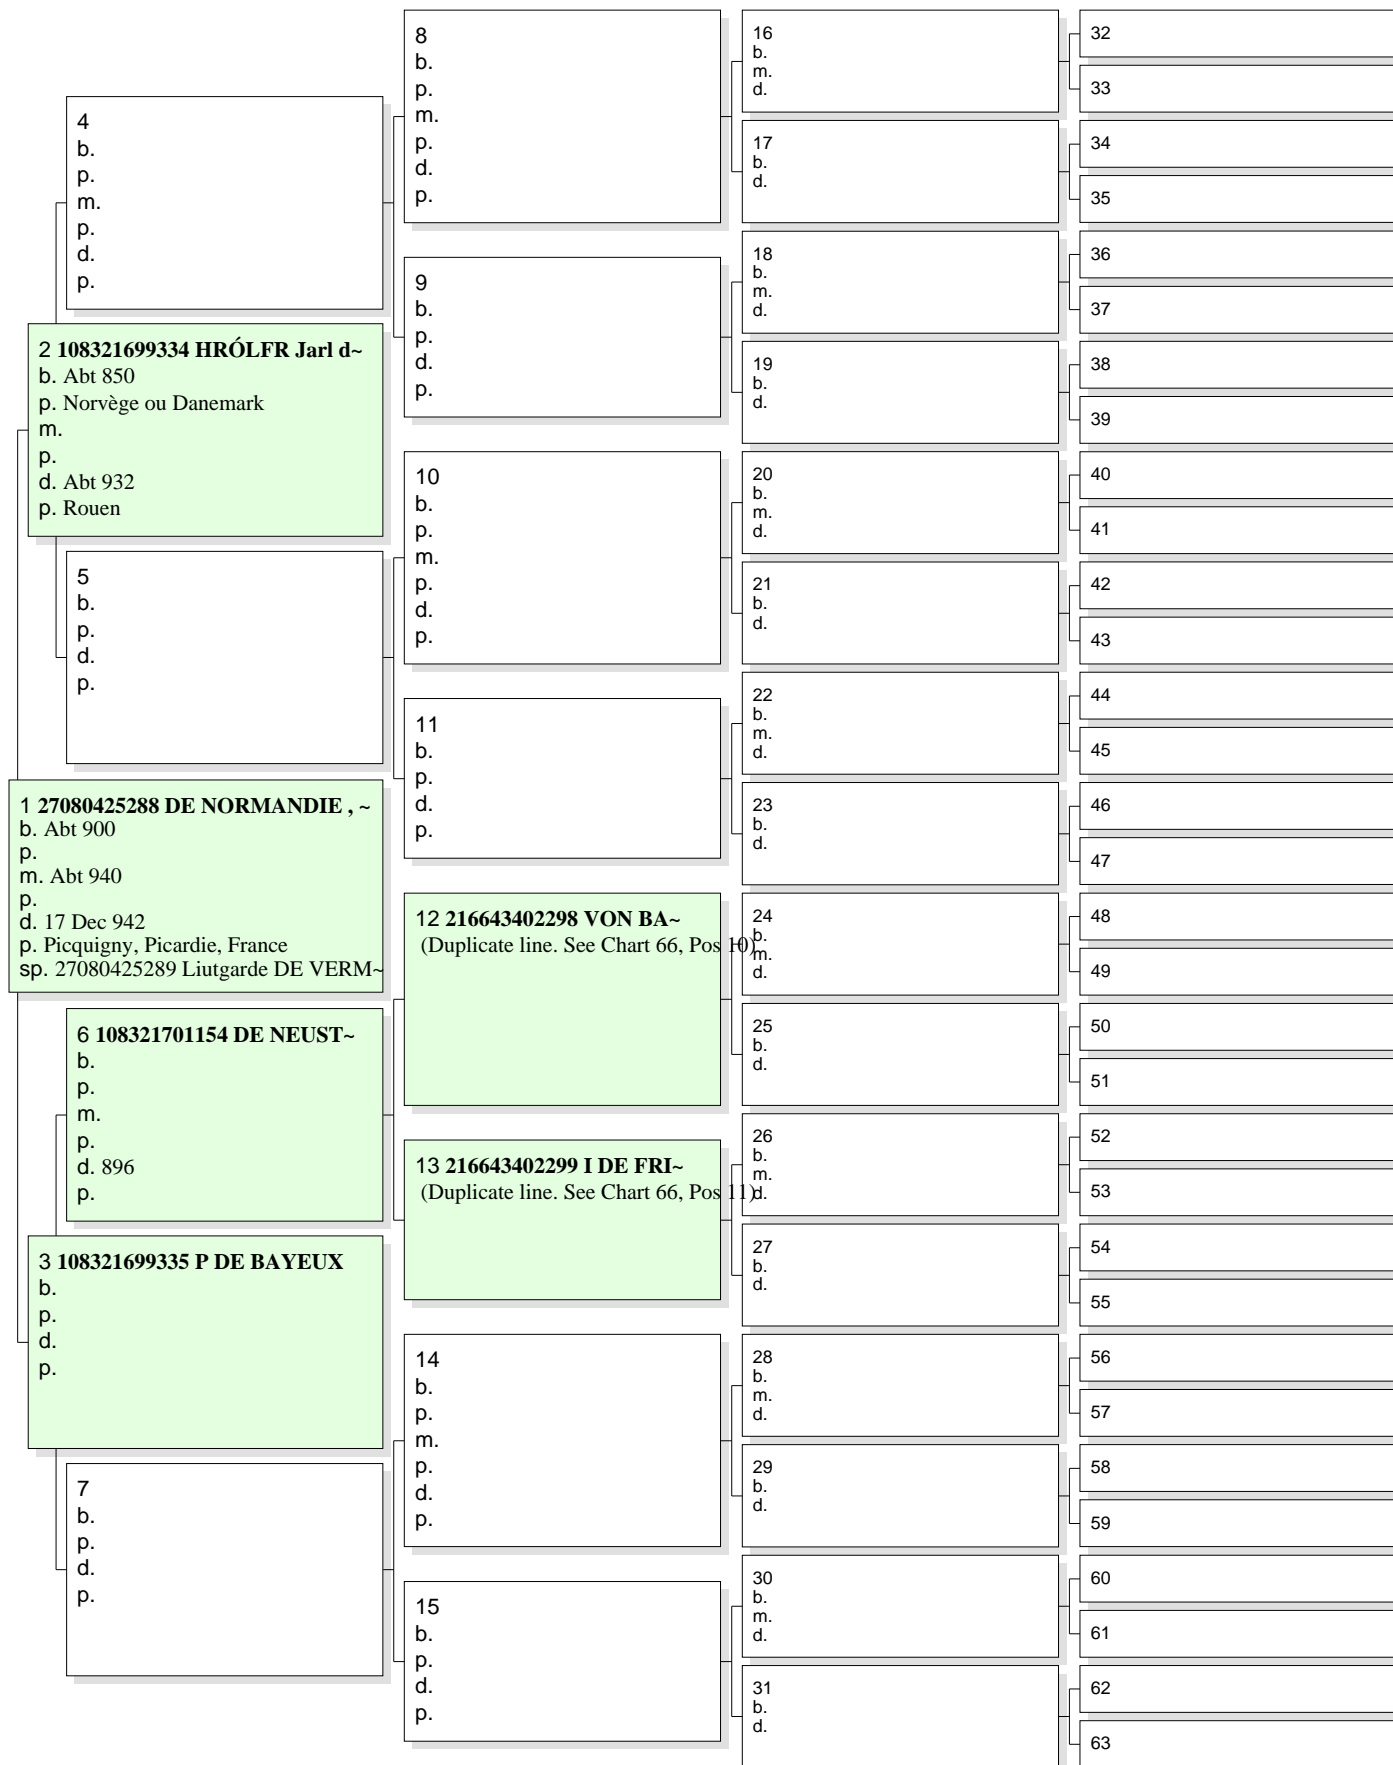 8
b.
p.
m.
p.
d.
p.
16
b.
m.
d.
32
33
17
b.
d.
34
35
4
b.
p.
m.
p.
d.
p.
9
b.
p.
d.
p.
18
b.
m.
d.
36
37
19
b.
d.
38
39
2 108321699334 HRÓLFR Jarl d~
b. Abt 850
p. Norvège ou Danemark
m.
p.
d. Abt 932
p. Rouen
10
b.
p.
m.
p.
d.
p.
20
b.
m.
d.
40
41
21
b.
d.
42
43
5
b.
p.
d.
p.
11
b.
p.
d.
p.
22
b.
m.
d.
44
45
23
b.
d.
46
47
1 27080425288 DE NORMANDIE , ~
b. Abt 900
p.
m. Abt 940
p.
d. 17 Dec 942
p. Picquigny, Picardie, France
sp. 27080425289 Liutgarde DE VERM~
12 216643402298 VON BA~
(Duplicate line. See Chart 66, Pos 10)
24
b.
m.
d.
48
49
25
b.
d.
50
51
6 108321701154 DE NEUST~
b.
p.
m.
p.
d. 896
p.
13 216643402299 I DE FRI~
(Duplicate line. See Chart 66, Pos 11)
26
b.
m.
d.
52
53
27
b.
d.
54
55
3 108321699335 P DE BAYEUX
b.
p.
d.
p.
14
b.
p.
m.
p.
d.
p.
28
b.
m.
d.
56
57
29
b.
d.
58
59
7
b.
p.
d.
p.
15
b.
p.
d.
p.
30
b.
m.
d.
60
61
31
b.
d.
62
63